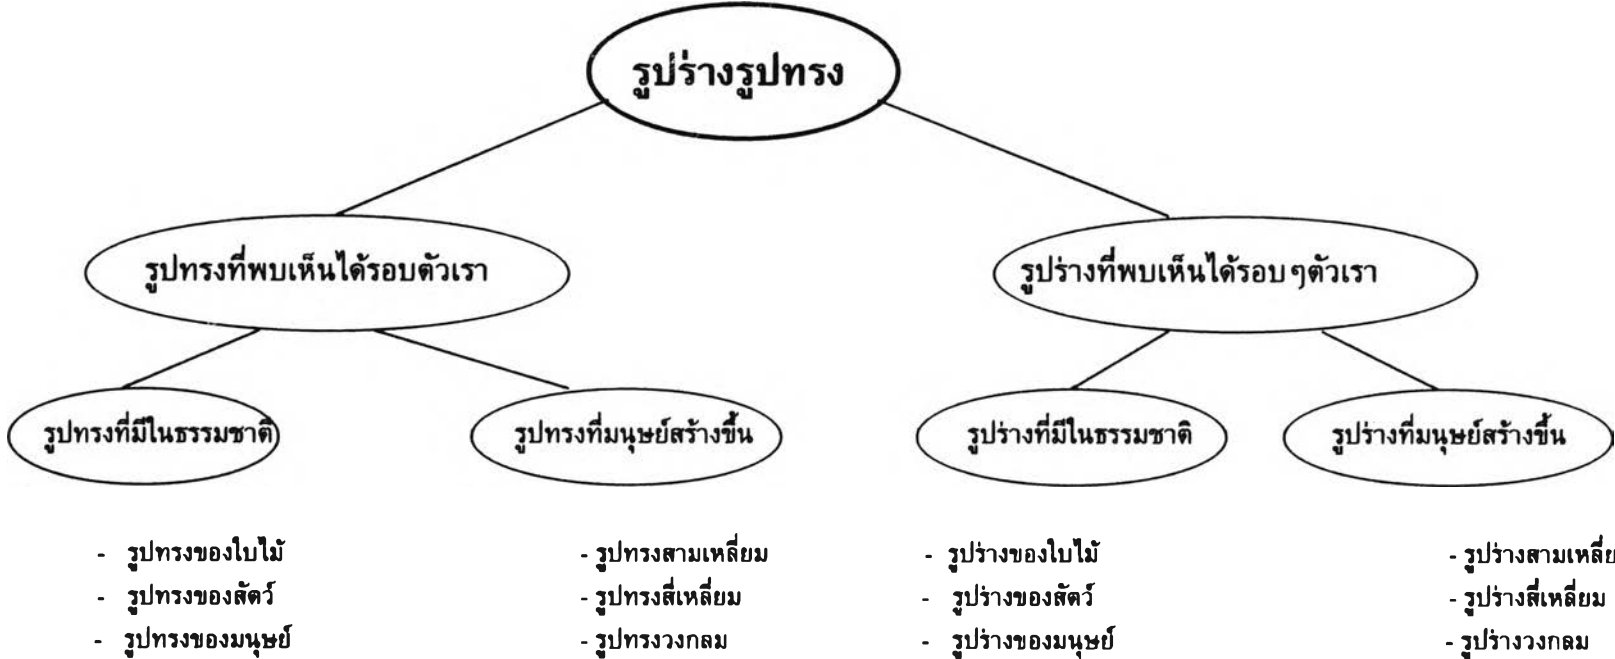 รูปร่างรูปทรง
รูปทรงที่พบเห็นได้รอบตัวเรา
รูปร่างที่พบเห็นได้รอบๆตัวเรา
รูปทรงที่มีในธรรมชาติ
รูปทรงที่มนุษย์สร้างขึ้น
รูปร่างที่มีในธรรมชาติ
รูปร่างที่มนุษย์สร้างขึ้น
- รูปทรงของใบไม้
- รูปทรงของสัตว์
- รูปทรงของมนุษย์
- รูปทรงสามเหลี่ยม
- รูปทรงสี่เหลี่ยม
- รูปทรงวงกลม
- รูปร่างของใบไม้
- รูปร่างของสัตว์
- รูปร่างของมนุษย์
- รูปร่างสามเหลี่ย
- รูปร่างสี่เหลี่ยม
- รูปร่างวงกลม